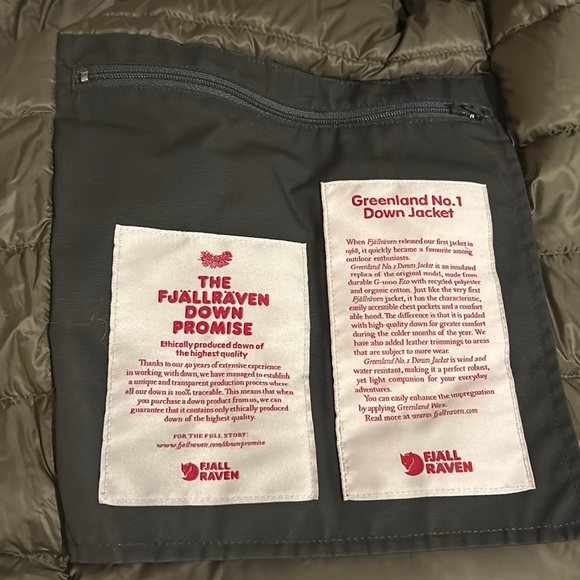 THE
FJÄLLRÄVEN
DOWN
PROMISE
Ethically produced down of
the highest quality
Thanks to our 40 years of extensive experience
in working with down, we have managed to establish
a unique and transparent production process where
all our down is 100% traceable. This means that when
you purchase a down product from us, we can
guarantee that it contains only ethically produced
down of the highest quality.
FOR THE FULL STORY:
www.fjallraven.com/downpromise
FJÄLL
RÄVEN
Greenland No.1
Down Jacket
When Fjällräven released our first jacket in
1968, it quickly became a favourite among
outdoor enthusiasts.
Greenland No.1 Down Jacket is an insulated
replica of the original model, made from
durable G-1000 Eco with recycled polyester
and organic cotton. Just like the very first
Fjällräven jacket, it has the characteristic,
easily accessible chest pockets and a comfort-
able hood. The difference is that it is padded
with high-quality down for greater comfort
during the colder months of the year. We
have also added leather trimmings to areas
that are subject to more wear.
Greenland No.1 Down Jacket is wind and
water resistant, making it a perfect robust,
yet light companion for your everyday
adventures.
You can easily enhance the impregnation
by applying Greenland Wax.
Read more at www.fjallraven.com
FJÄLL
RÄVEN